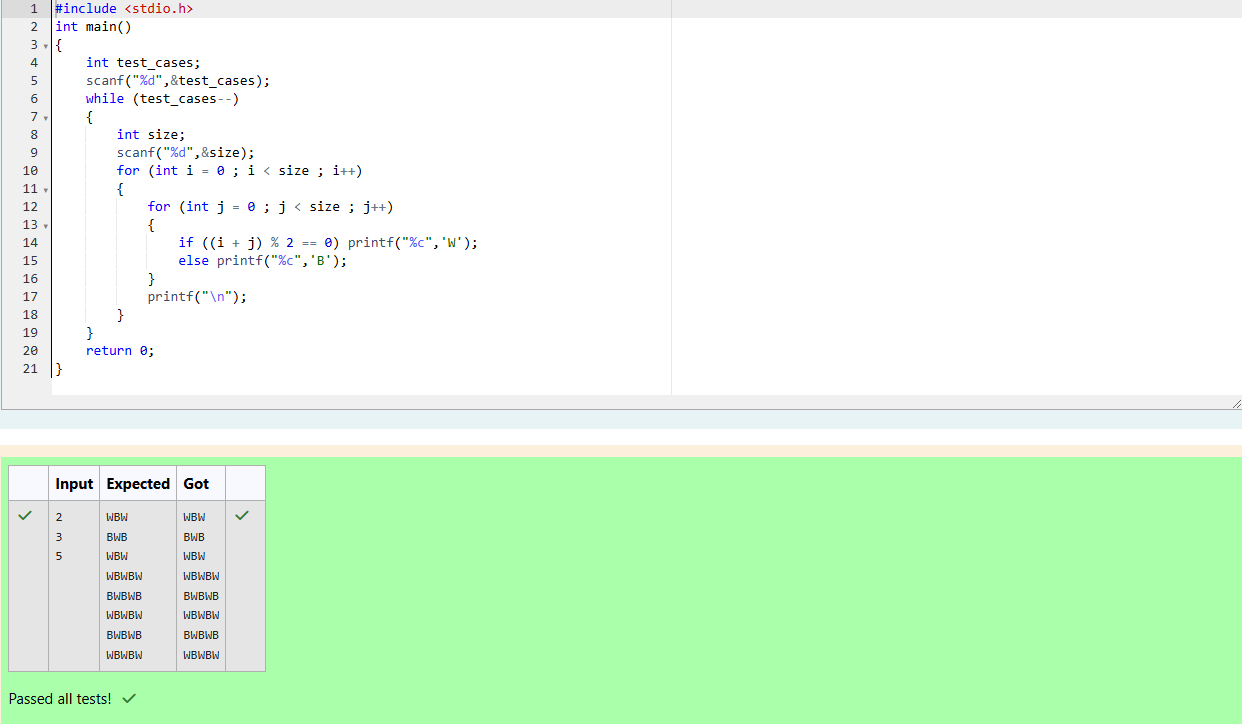 1 #include <stdio.h>
2 int main()
3 {
4     int test_cases;
5     scanf("%d",&test_cases);
6     while (test_cases--)
7     {
8         int size;
9         scanf("%d",&size);
10         for (int i = 0 ; i < size ; i++)
11         {
12             for (int j = 0 ; j < size ; j++)
13             {
14                 if ((i + j) % 2 == 0) printf("%c",'W');
15                 else printf("%c",'B');
16             }
17             printf("\n");
18         }
19     }
20     return 0;
21 }
Input Expected Got
2 WBW WBW
3 BWB BWB
5 WBW WBW
WBWBW WBWBW
BWBWB BWBWB
WBWBW WBWBW
BWBWB BWBWB
WBWBW WBWBW
Passed all tests!